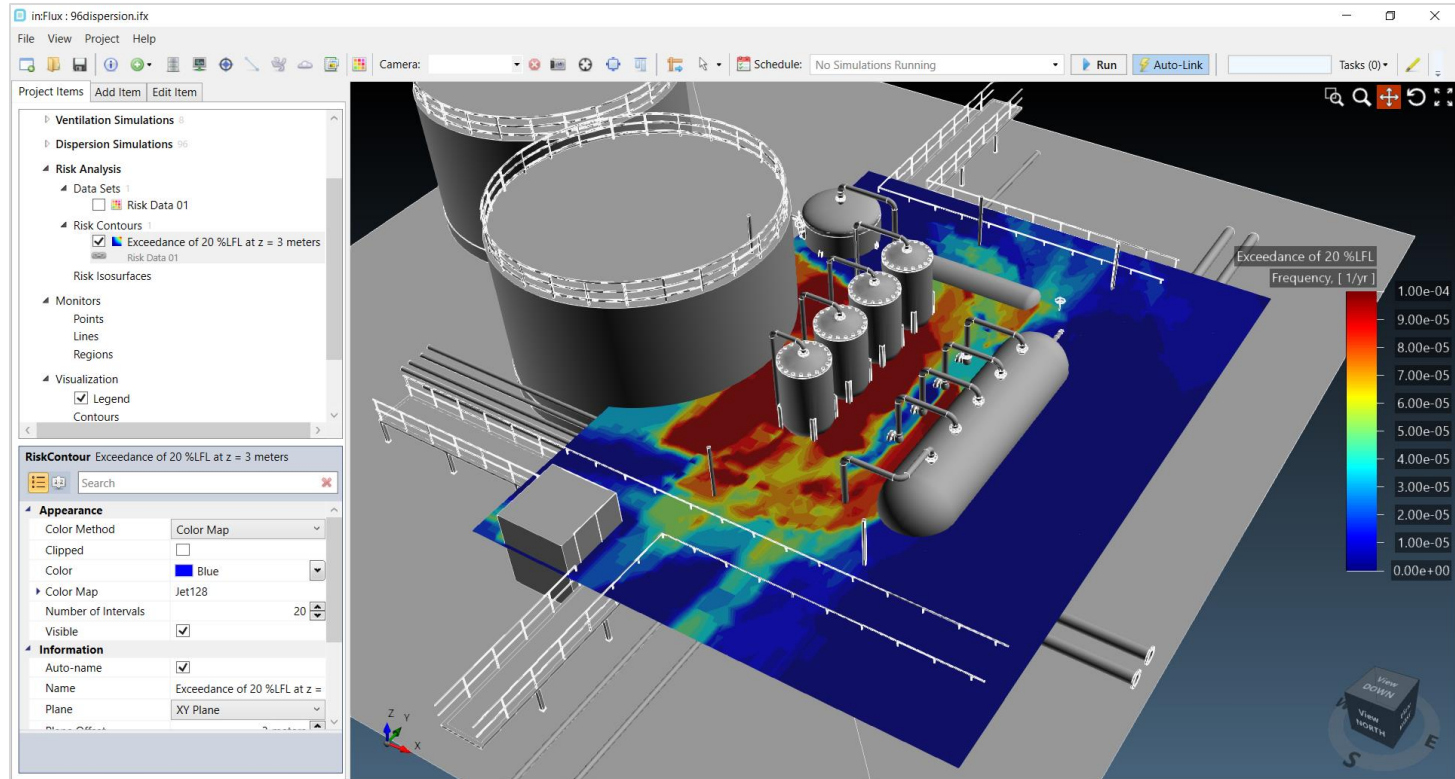 in:Flux : 96dispersion.ifx
File View Project Help
Camera:
Schedule: No Simulations Running
Run
Auto-Link
Tasks (0)
Project Items Add Item Edit Item
Ventilation Simulations 8
Dispersion Simulations 96
Risk Analysis
Data Sets 1
Risk Data 01
Risk Contours 1
Exceedance of 20 %LFL at z = 3 meters
Risk Data 01
Risk Isosurfaces
Monitors
Points
Lines
Regions
Visualization
Legend
Contours
RiskContour Exceedance of 20 %LFL at z = 3 meters
Search
Appearance
Color Method Color Map
Clipped
Color Blue
Color Map Jet128
Number of Intervals 20
Visible
Information
Auto-name
Name Exceedance of 20 %LFL at z =
Plane XY Plane
Exceedance of 20 %LFL
Frequency, [ 1/yr ]
1.00e-04
9.00e-05
8.00e-05
7.00e-05
6.00e-05
5.00e-05
4.00e-05
3.00e-05
2.00e-05
1.00e-05
0.00e+00
Z
Y
X
View
DOWN
View
NORTH
S
E